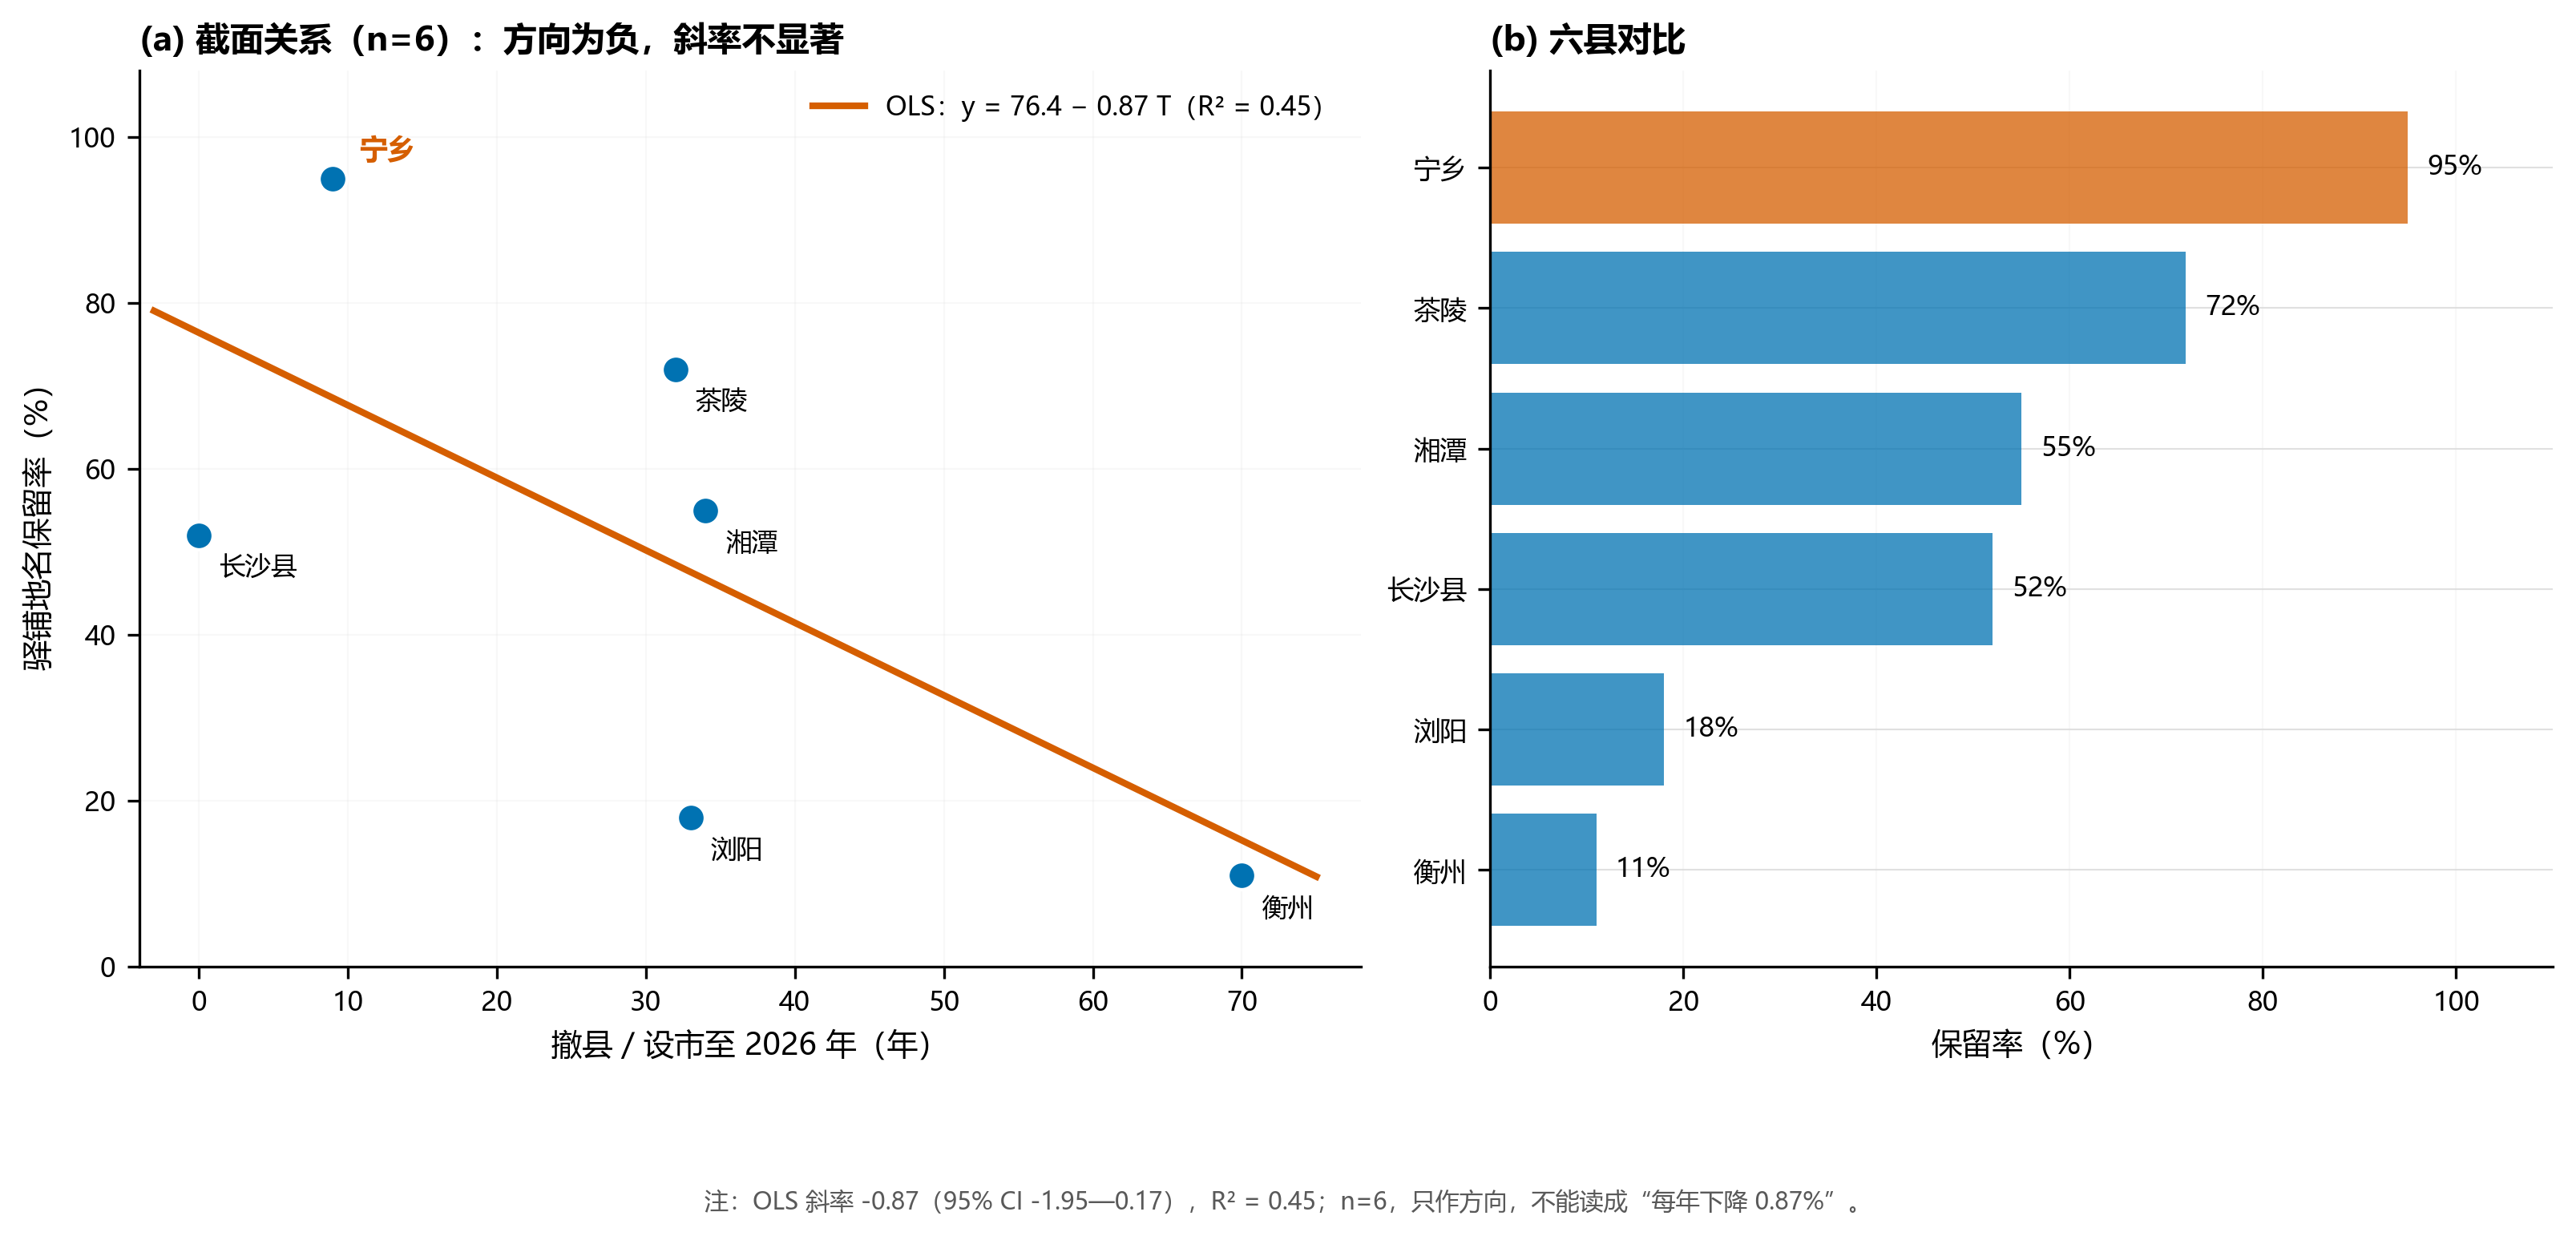 (a) 截面关系（n=6）：方向为负，斜率不显著
OLS：y = 76.4 − 0.87 T（R² = 0.45）
驿铺地名保留率（%）
100
80
60
40
20
0
宁乡
茶陵
湘潭
长沙县
浏阳
衡州
0 10 20 30 40 50 60 70
撤县 / 设市至 2026 年（年）
(b) 六县对比
宁乡 95%
茶陵 72%
湘潭 55%
长沙县 52%
浏阳 18%
衡州 11%
0 20 40 60 80 100
保留率（%）
注：OLS 斜率 -0.87（95% CI -1.95—0.17），R² = 0.45；n=6，只作方向，不能读成“每年下降 0.87%”。